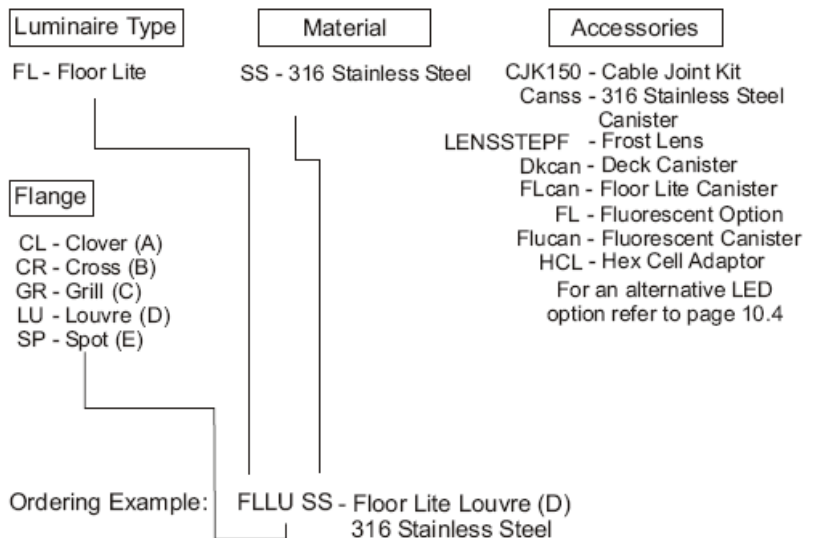 Luminaire Type
FL - Floor Lite
Flange
CL - Clover (A)
CR - Cross (B)
GR - Grill (C)
LU - Louvre (D)
SP - Spot (E)
Material
SS - 316 Stainless Steel
Accessories
CJK150 - Cable Joint Kit
Canss - 316 Stainless Steel
Canister
LENSSTEPF - Frost Lens
Dkcan - Deck Canister
FLcan - Floor Lite Canister
FL - Fluorescent Option
Flucan - Fluorescent Canister
HCL - Hex Cell Adaptor
For an alternative LED
option refer to page 10.4
Ordering Example: FLLU SS - Floor Lite Louvre (D)
316 Stainless Steel